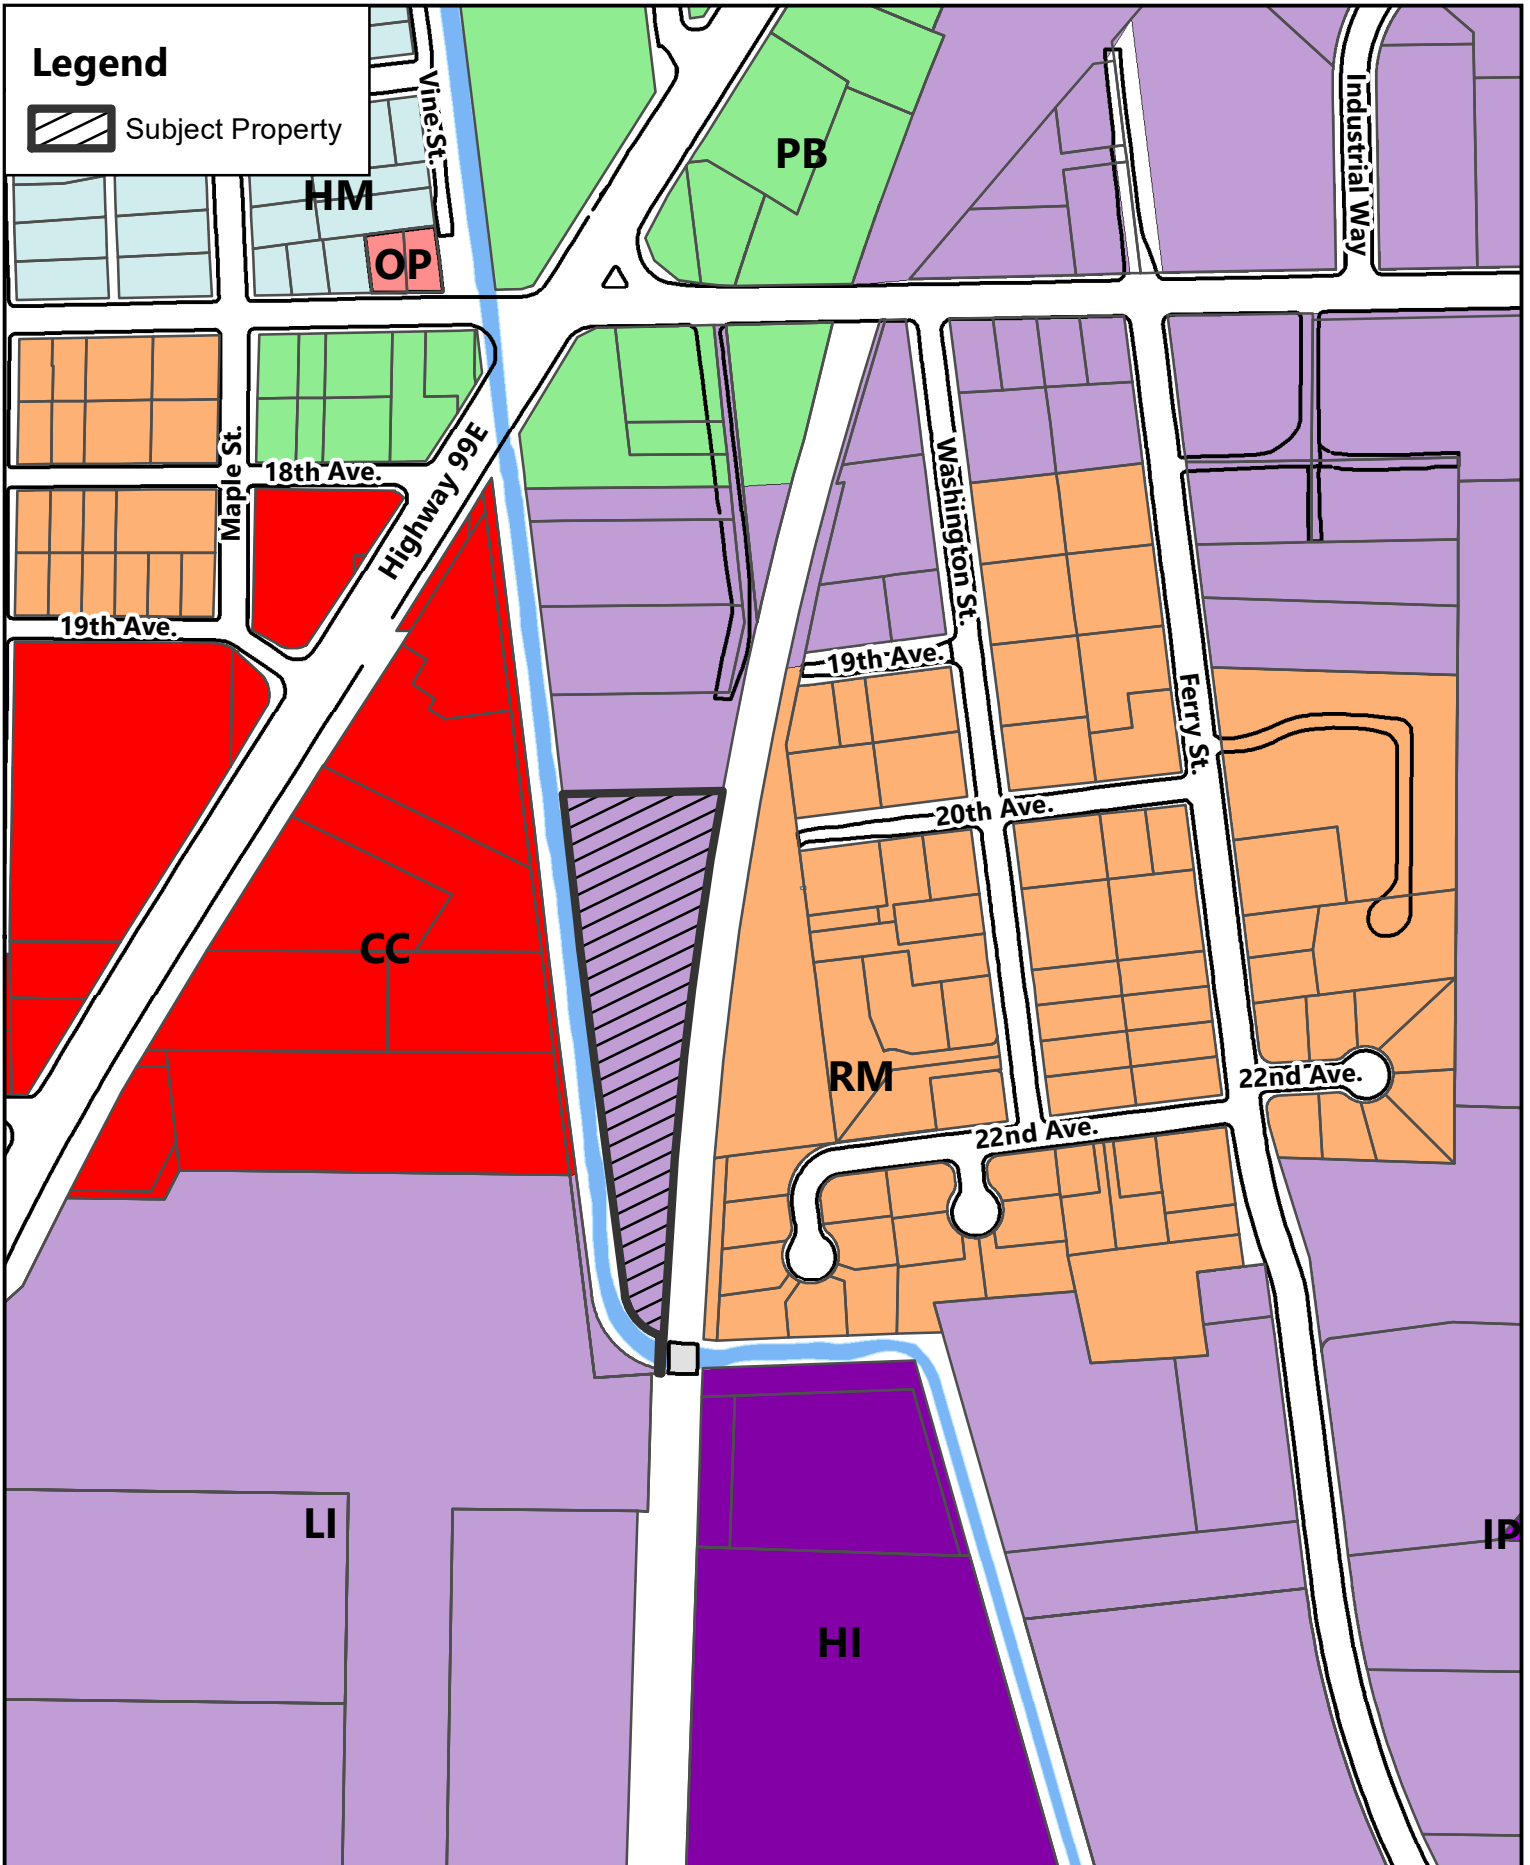 Legend
Subject Property
Vine St.
Industrial Way
PB
HM
OP
Maple St.
18th Ave.
Highway 99E
Washington St.
19th Ave.
19th Ave.
Ferry St.
20th Ave.
CC
RM
22nd Ave.
22nd Ave.
LI
IP
HI